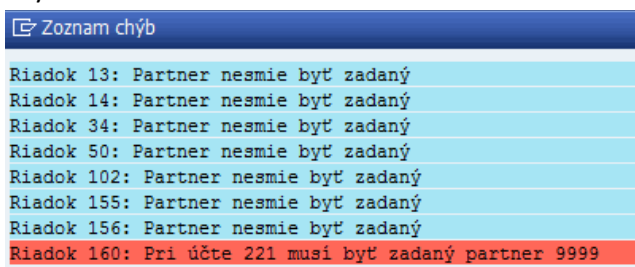 Zoznam chýb
Riadok 13: Partner nesmie byť zadaný
Riadok 14: Partner nesmie byť zadaný
Riadok 34: Partner nesmie byť zadaný
Riadok 50: Partner nesmie byť zadaný
Riadok 102: Partner nesmie byť zadaný
Riadok 155: Partner nesmie byť zadaný
Riadok 156: Partner nesmie byť zadaný
Riadok 160: Pri účte 221 musí byť zadaný partner 9999